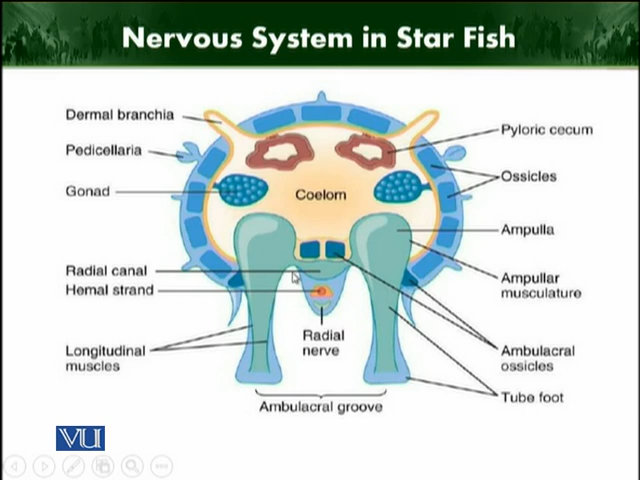 Nervous System in Star Fish
Dermal branchia
Pedicellaria
Gonad
Radial canal
Hemal strand
Longitudinal
muscles
Coelom
Radial
nerve
Ambulacral groove
Pyloric cecum
Ossicles
Ampulla
Ampullar
musculature
Ambulacral
ossicles
Tube foot
VU